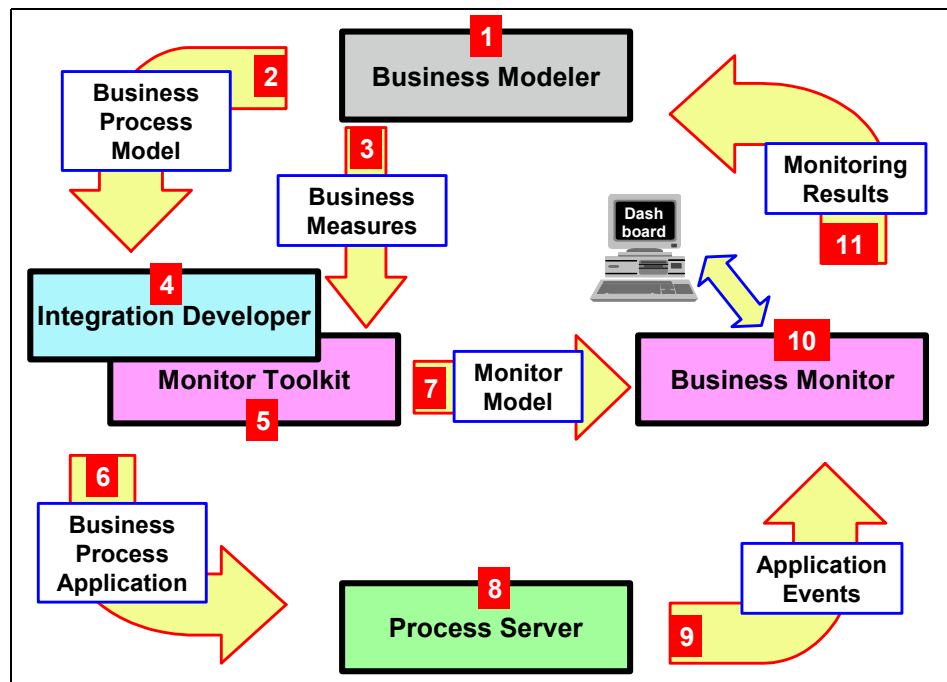 1
Business Modeler
2
Business
Process
Model
3
Business
Measures
Monitoring
Results
11
Dash
board
4
Integration Developer
Monitor Toolkit
5
7
Monitor
Model
10
Business Monitor
6
Business
Process
Application
8
Process Server
Application
Events
9